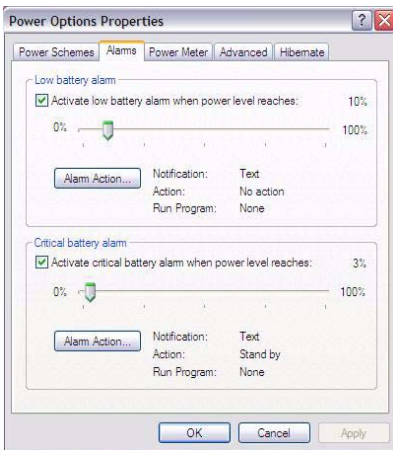 Power Options Properties
Power Schemes Alarms Power Meter Advanced Hibernate
Low battery alarm
Activate low battery alarm when power level reaches: 10%
0% 100%
Alarm Action... Notification: Text
Action: No action
Run Program: None
Critical battery alarm
Activate critical battery alarm when power level reaches: 3%
0% 100%
Alarm Action... Notification: Text
Action: Stand by
Run Program: None
OK Cancel Apply